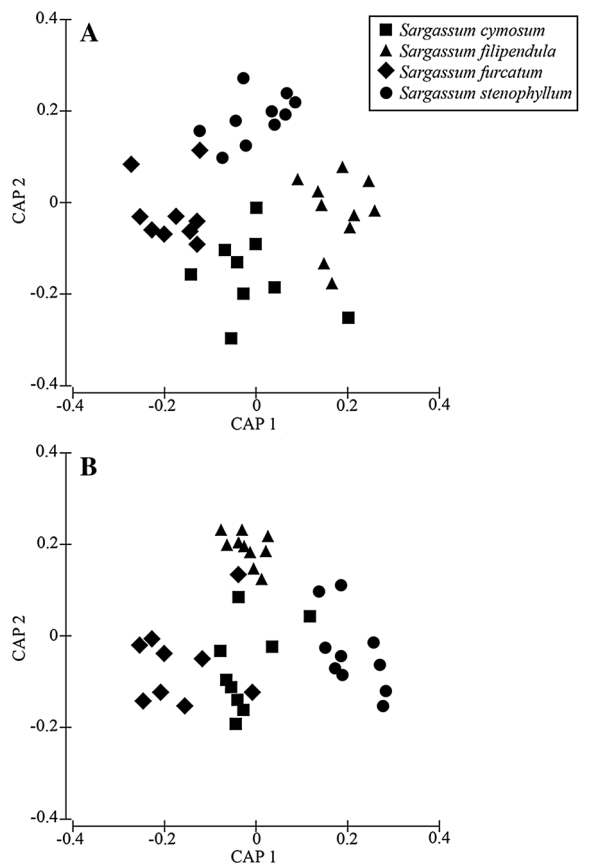 A
Sargassum cymosum
Sargassum filipendula
Sargassum furcatum
Sargassum stenophyllum
0.4
0.2
0
-0.2
-0.4
CAP 2
-0.4 -0.2 0 0.2 0.4
CAP 1
B
0.4
0.2
0
-0.2
-0.4
CAP 2
-0.4 -0.2 0 0.2 0.4
CAP 1